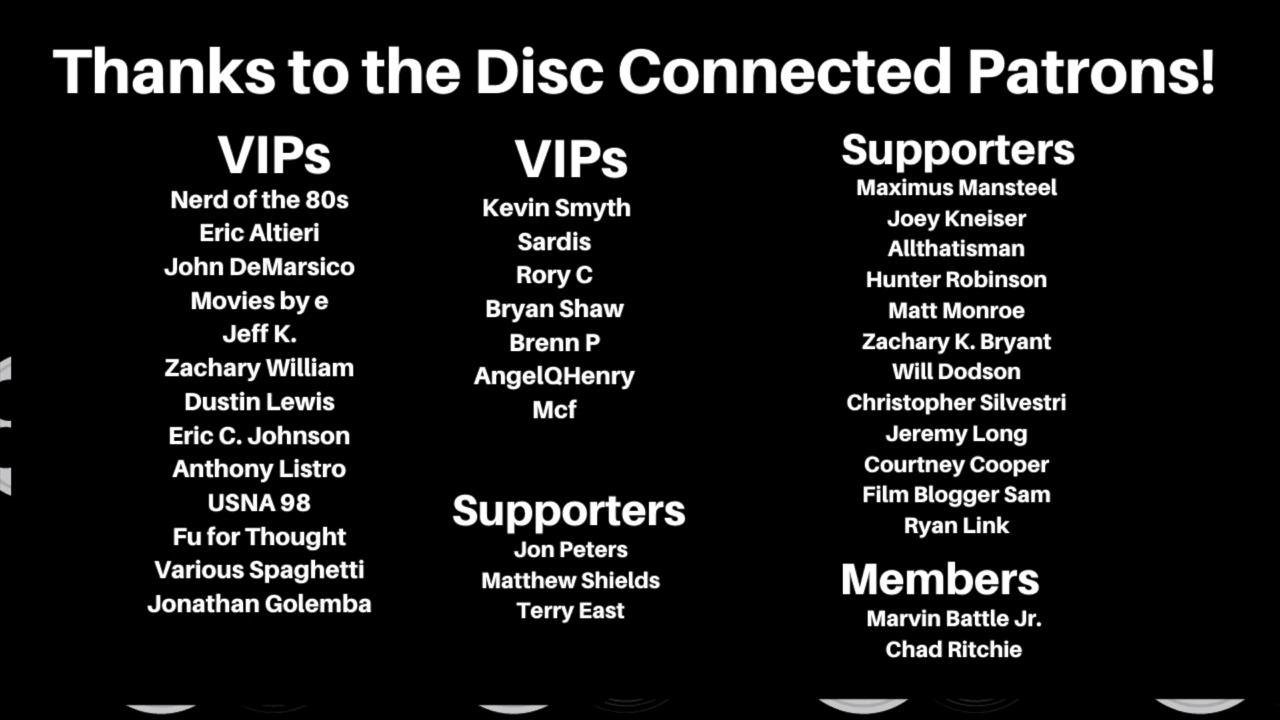 Thanks to the Disc Connected Patrons!
VIPs
Nerd of the 80s
Eric Altieri
John DeMarsico
Movies by e
Jeff K.
Zachary William
Dustin Lewis
Eric C. Johnson
Anthony Listro
USNA 98
Fu for Thought
Various Spaghetti
Jonathan Golemba
VIPs
Kevin Smyth
Sardis
Rory C
Bryan Shaw
Brenn P
AngelQHenry
Mcf
Supporters
Jon Peters
Matthew Shields
Terry East
Supporters
Maximus Mansteel
Joey Kneiser
Allthatisman
Hunter Robinson
Matt Monroe
Zachary K. Bryant
Will Dodson
Christopher Silvestri
Jeremy Long
Courtney Cooper
Film Blogger Sam
Ryan Link
Members
Marvin Battle Jr.
Chad Ritchie